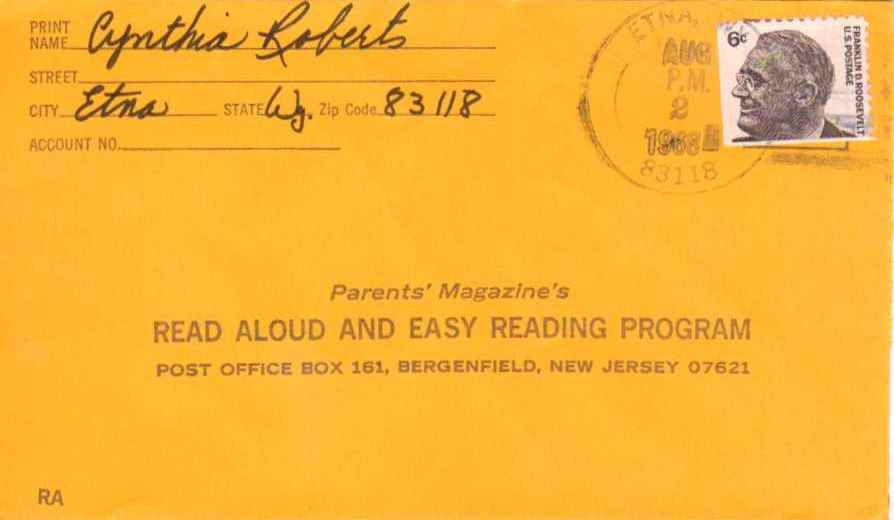 PRINT NAME Cynthia Roberts
STREET
CITY Etna STATE Wy. Zip Code 83118
ACCOUNT NO.
ETNA,
AUG
P.M.
2
1968
83118
6¢
FRANKLIN D. ROOSEVELT
U.S. POSTAGE
Parents' Magazine's
READ ALOUD AND EASY READING PROGRAM
POST OFFICE BOX 161, BERGENFIELD, NEW JERSEY 07621
RA